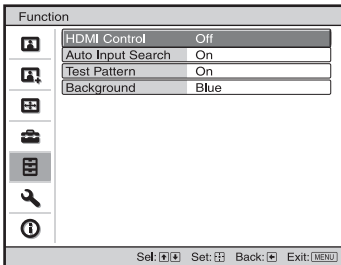 Function
HDMI Control Off
Auto Input Search On
Test Pattern On
Background Blue
Sel: Set: Back: Exit: MENU